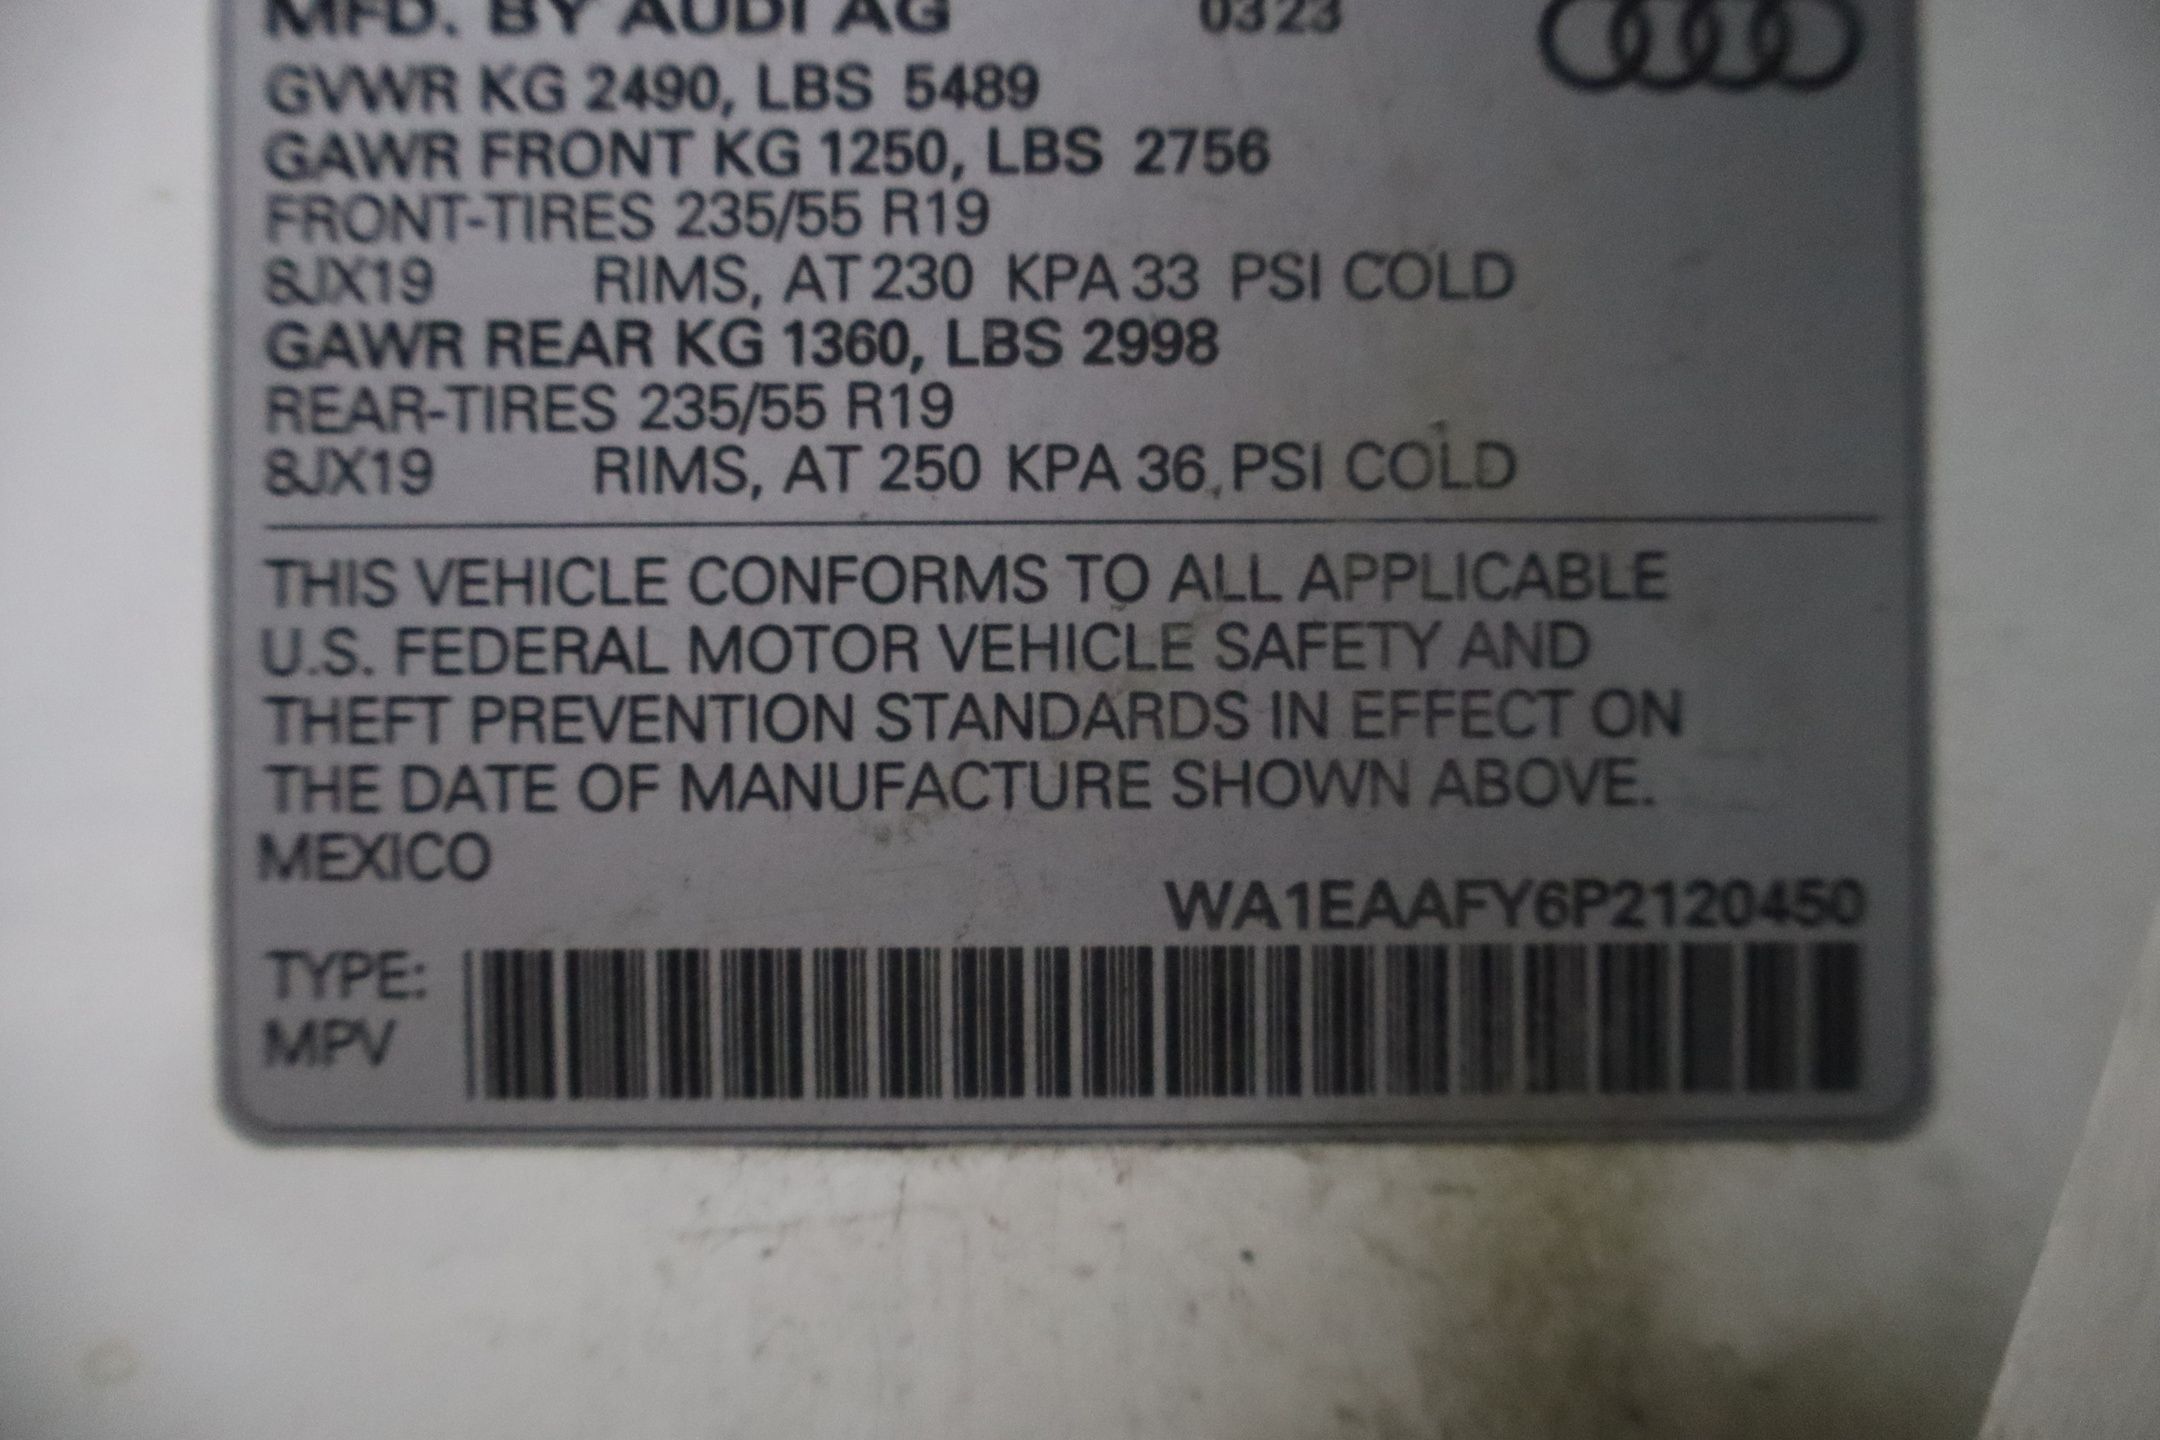 MFD. BY AUDI AG 0323
GVWR KG 2490, LBS 5489
GAWR FRONT KG 1250, LBS 2756
FRONT-TIRES 235/55 R19
8JX19 RIMS, AT 230 KPA 33 PSI COLD
GAWR REAR KG 1360, LBS 2998
REAR-TIRES 235/55 R19
8JX19 RIMS, AT 250 KPA 36 PSI COLD
THIS VEHICLE CONFORMS TO ALL APPLICABLE
U.S. FEDERAL MOTOR VEHICLE SAFETY AND
THEFT PREVENTION STANDARDS IN EFFECT ON
THE DATE OF MANUFACTURE SHOWN ABOVE.
MEXICO
WA1EAAFY6P2120450
TYPE:
MPV